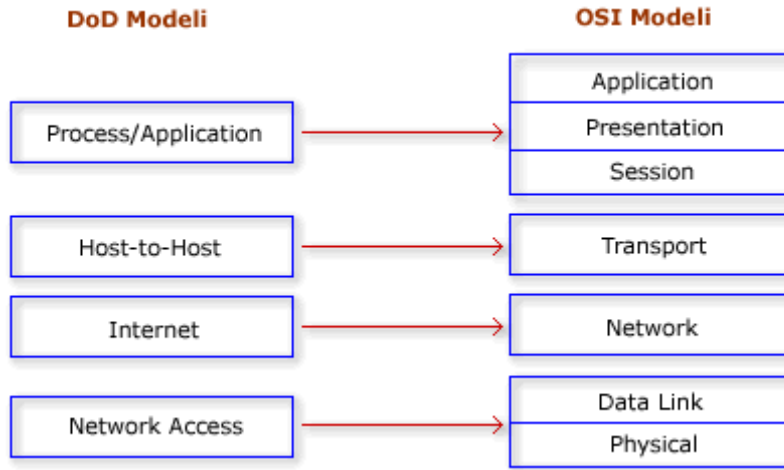 DoD Modeli
OSI Modeli
Process/Application
Application
Presentation
Session
Host-to-Host
Transport
Internet
Network
Network Access
Data Link
Physical